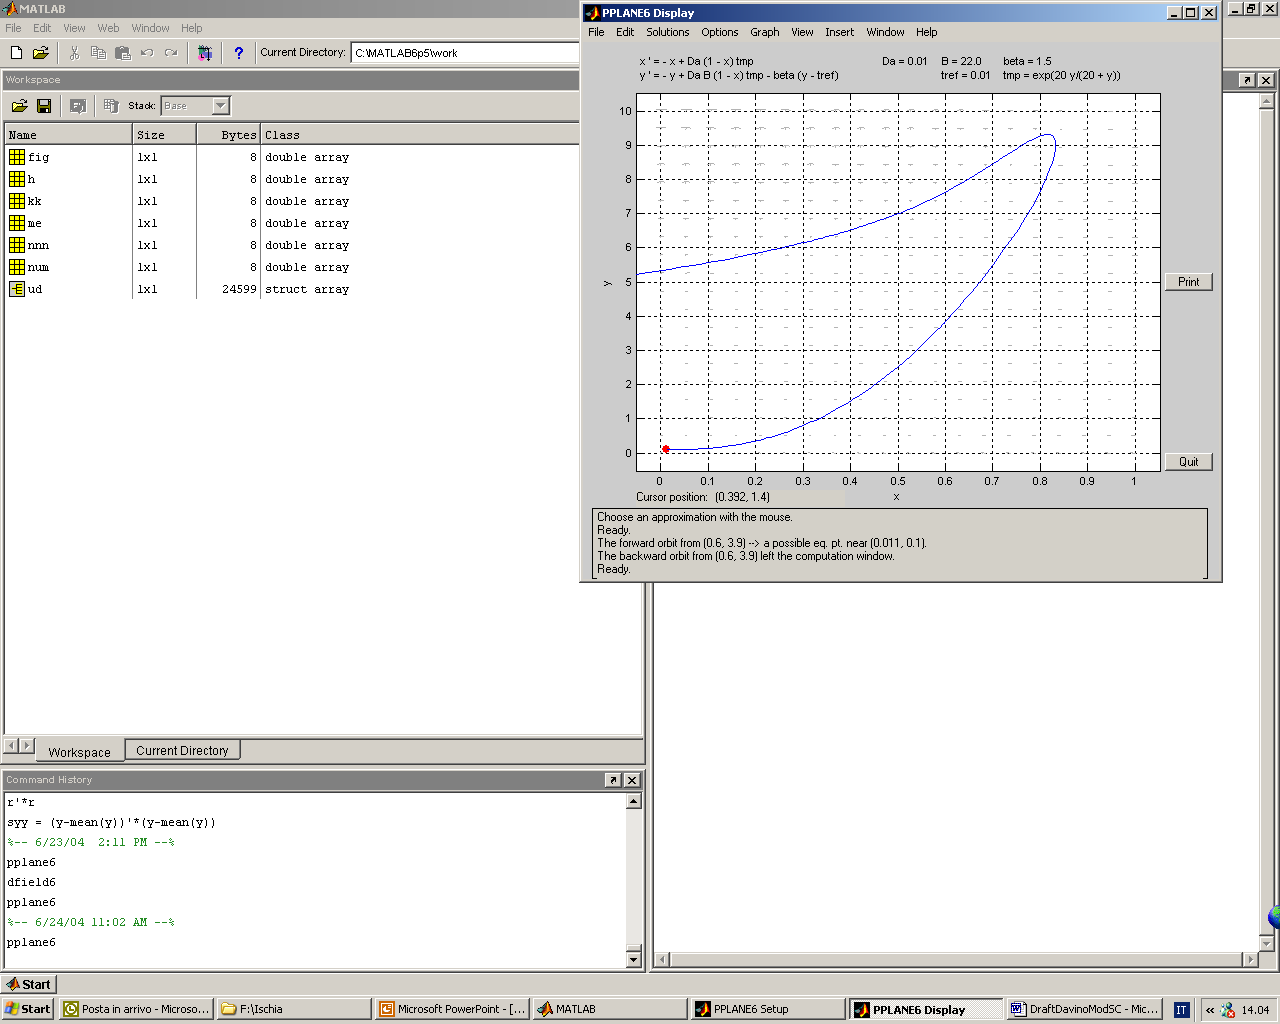 MATLAB
File Edit View Web Window Help
Current Directory: C:\MATLAB6p5\work
Workspace
Stack: Base
Name Size Bytes Class
fig 1x1 8 double array
h 1x1 8 double array
kk 1x1 8 double array
me 1x1 8 double array
nnn 1x1 8 double array
num 1x1 8 double array
ud 1x1 24599 struct array
Workspace Current Directory
Command History
r'*r
syy = (y-mean(y))'*(y-mean(y))
%-- 6/23/04 2:11 PM --%
pplane6
dfield6
pplane6
%-- 6/24/04 11:02 AM --%
pplane6
PPLANE6 Display
File Edit Solutions Options Graph View Insert Window Help
x ' = - x + Da (1 - x) tmp
y ' = - y + Da B (1 - x) tmp - beta (y - tref)
Da = 0.01 B = 22.0 beta = 1.5
tref = 0.01 tmp = exp(20 y/(20 + y))
10
9
8
7
6
5
4
3
2
1
0
y
0 0.1 0.2 0.3 0.4 0.5 0.6 0.7 0.8 0.9 1
x
Print
Quit
Cursor position: (0.392, 1.4)
Choose an approximation with the mouse.
Ready.
The forward orbit from (0.6, 3.9) --> a possible eq. pt. near (0.011, 0.1).
The backward orbit from (0.6, 3.9) left the computation window.
Ready.
Start
Start Posta in arrivo - Microso... F:\Ischia Microsoft PowerPoint - [... MATLAB PPLANE6 Setup PPLANE6 Display DraftDavinoModSC - Mic... IT « 14.04